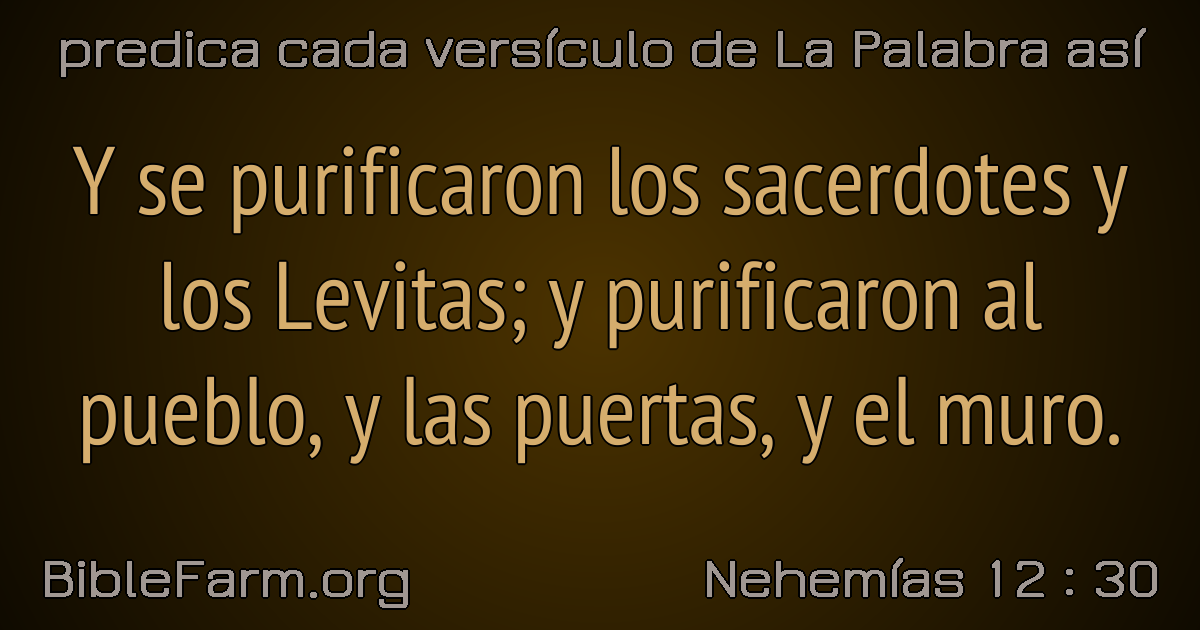 predica cada versículo de La Palabra así
Y se purificaron los sacerdotes y
los Levitas; y purificaron al
pueblo, y las puertas, y el muro.
BibleFarm.org
Nehemías 12 : 30